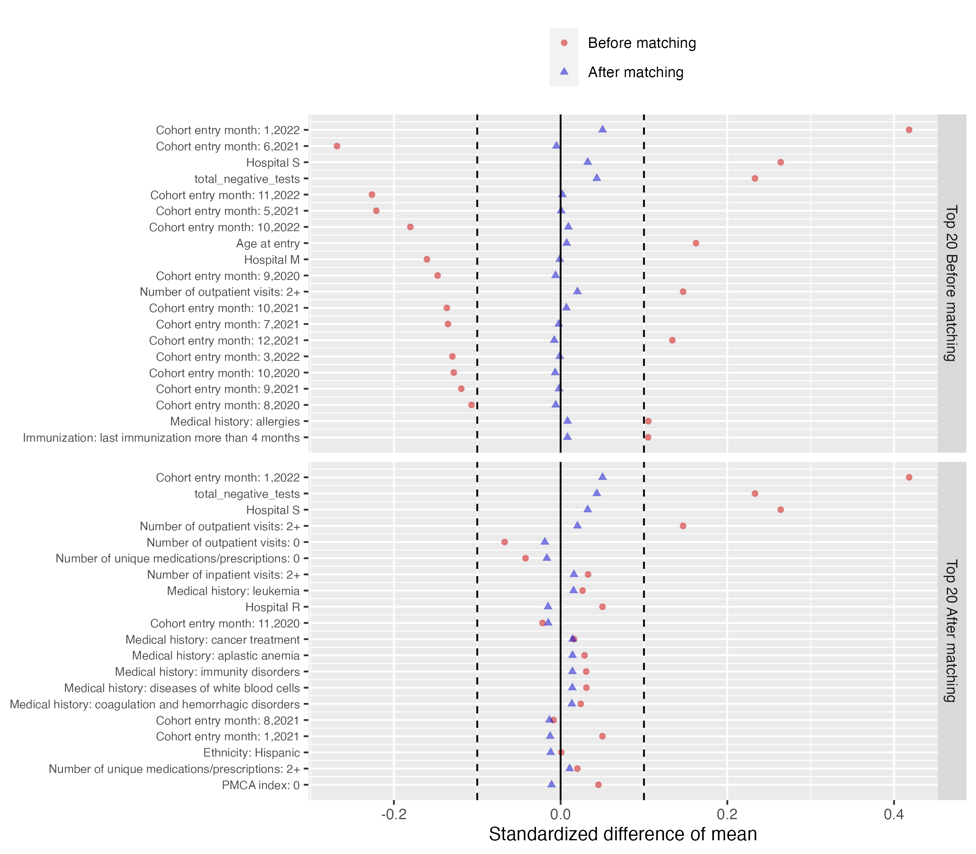 Before matching
After matching
Cohort entry month: 1,2022
Cohort entry month: 6,2021
Hospital S
total_negative_tests
Cohort entry month: 11,2022
Cohort entry month: 5,2021
Cohort entry month: 10,2022
Age at entry
Hospital M
Cohort entry month: 9,2020
Number of outpatient visits: 2+
Cohort entry month: 10,2021
Cohort entry month: 7,2021
Cohort entry month: 12,2021
Cohort entry month: 3,2022
Cohort entry month: 10,2020
Cohort entry month: 9,2021
Cohort entry month: 8,2020
Medical history: allergies
Immunization: last immunization more than 4 months
Top 20 Before matching
Cohort entry month: 1,2022
total_negative_tests
Hospital S
Number of outpatient visits: 2+
Number of outpatient visits: 0
Number of unique medications/prescriptions: 0
Number of inpatient visits: 2+
Medical history: leukemia
Hospital R
Cohort entry month: 11,2020
Medical history: cancer treatment
Medical history: aplastic anemia
Medical history: immunity disorders
Medical history: diseases of white blood cells
Medical history: coagulation and hemorrhagic disorders
Cohort entry month: 8,2021
Cohort entry month: 1,2021
Ethnicity: Hispanic
Number of unique medications/prescriptions: 2+
PMCA index: 0
Top 20 After matching
-0.2 0.0 0.2 0.4
Standardized difference of mean